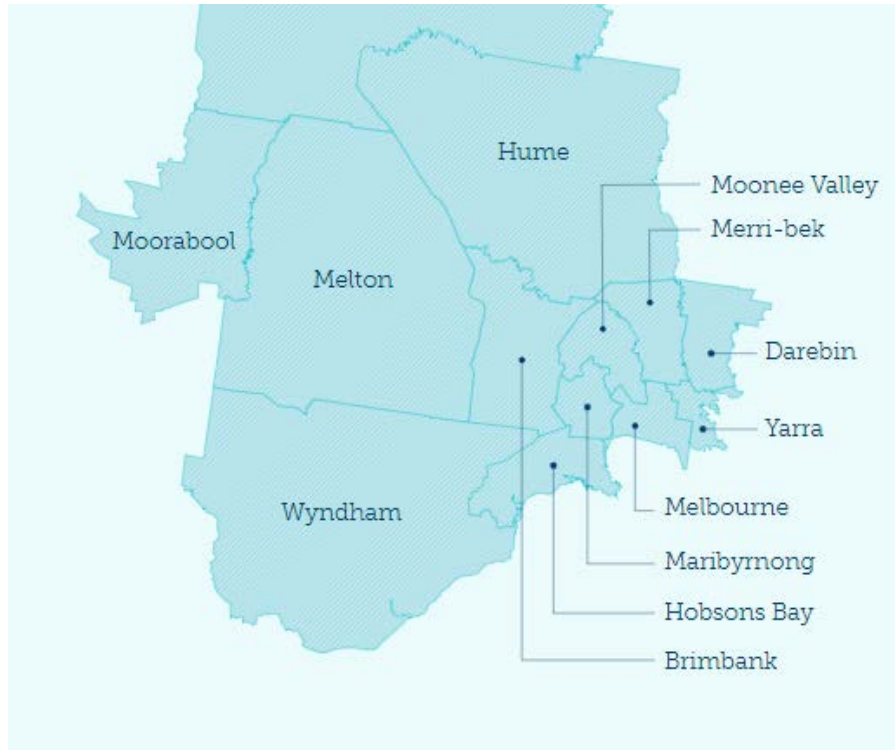 Hume
Moonee Valley
Merri-bek
Moorabool
Melton
Darebin
Yarra
Wyndham
Melbourne
Maribyrnong
Hobsons Bay
Brimbank